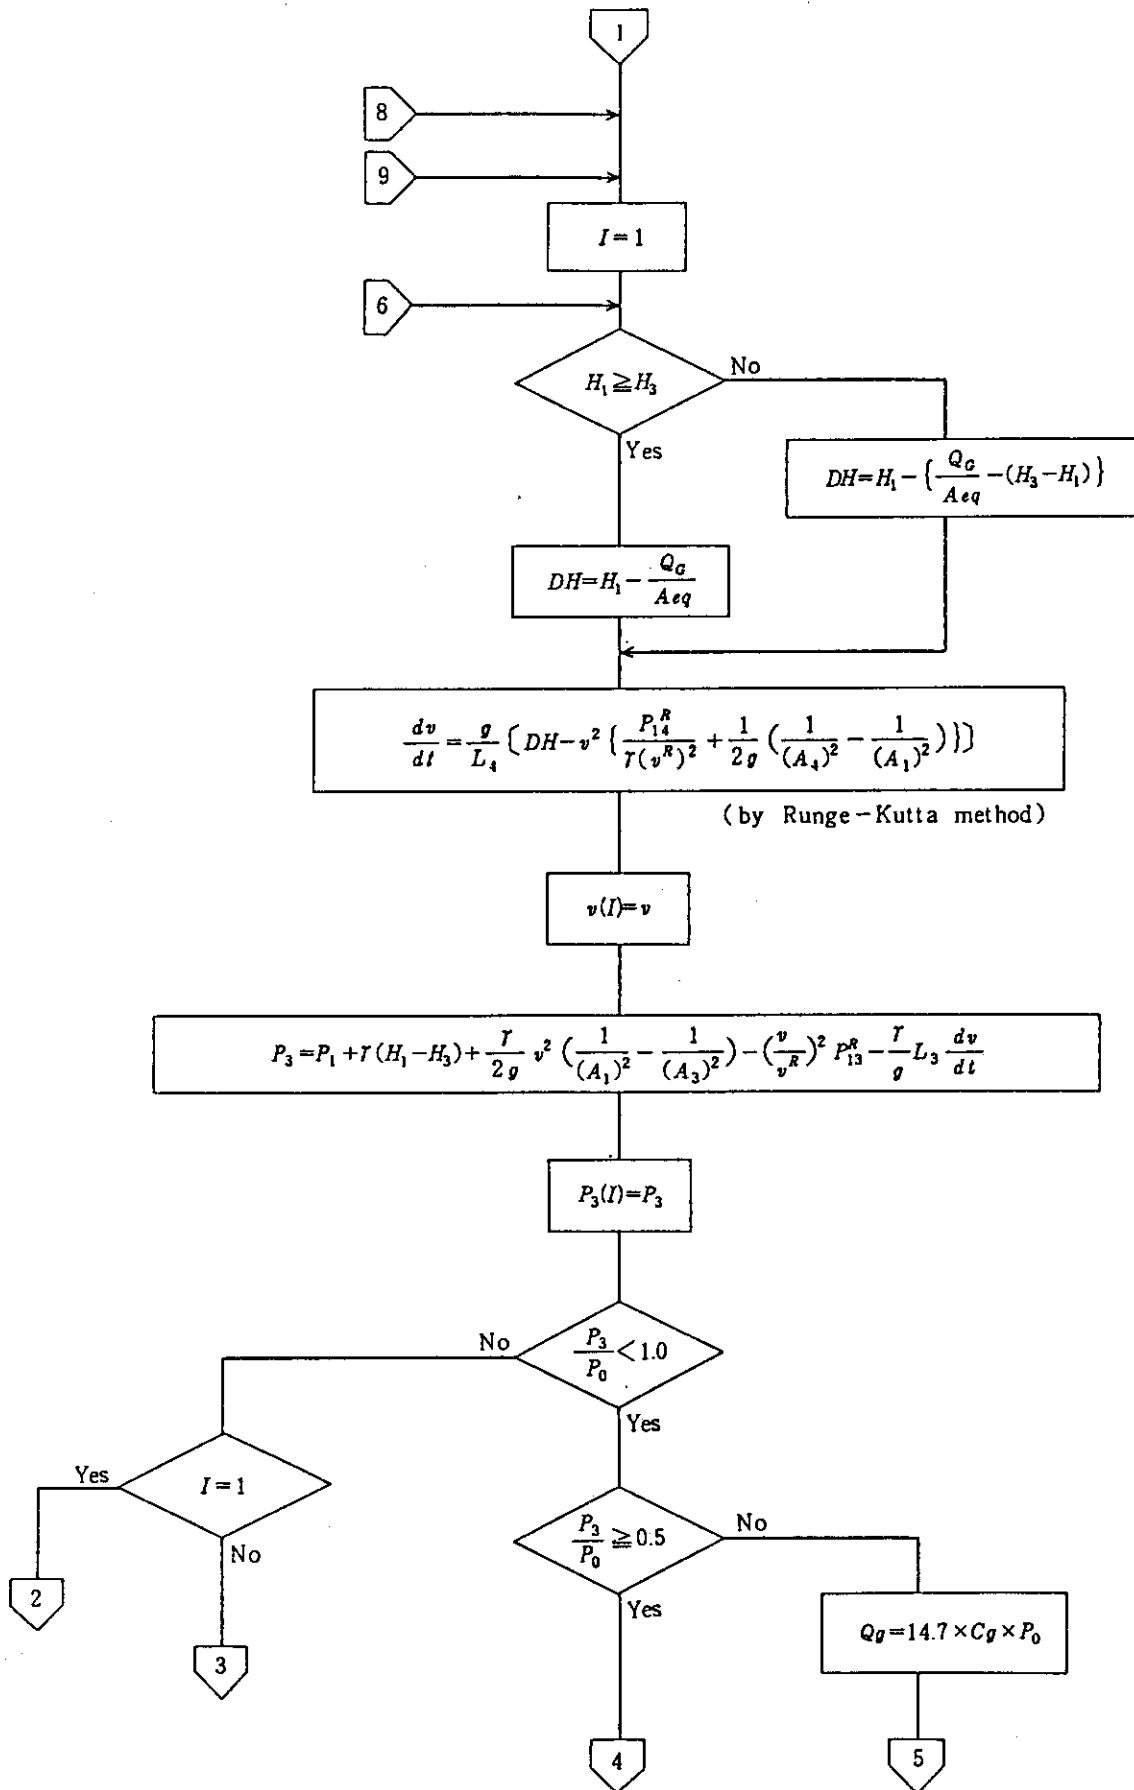 1
8
9
I = 1
6
H₁ ≧ H₃
No
Yes
DH=H₁−{Q_G/Aeq−(H₃−H₁)}
DH=H₁−Q_G/Aeq
dv/dt=g/L₄[DH−v²{P₁₄ᴿ/γ(vᴿ)²+1/2g(1/(A₄)²−1/(A₁)²)}]
(by Runge-Kutta method)
v(I)=v
P₃=P₁+γ(H₁−H₃)+γ/2g v²(1/(A₁)²−1/(A₃)²)−(v/vᴿ)²P₁₃ᴿ−γ/g L₃ dv/dt
P₃(I)=P₃
No
P₃/P₀<1.0
Yes
Yes
I = 1
No
P₃/P₀≧0.5
No
Yes
2
Qg=14.7×Cg×P₀
3
4
5